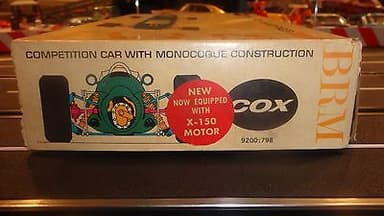 COMPETITION CAR WITH MONOCOQUE CONSTRUCTION
NEW
NOW EQUIPPED
WITH
X-150
MOTOR
COX
9200:798
BRM